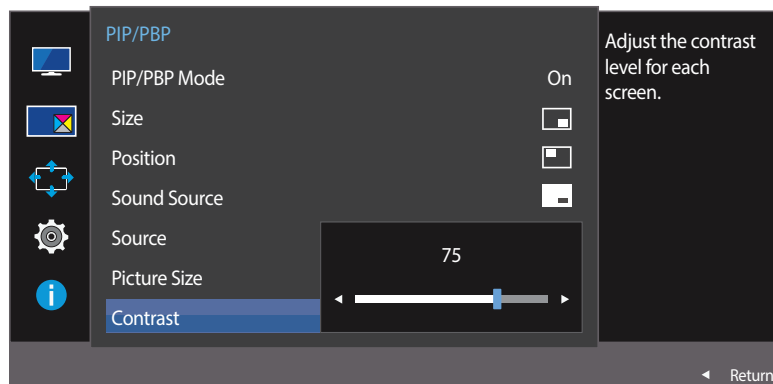 PIP/PBP
PIP/PBP Mode On
Size
Position
Sound Source
Source
Picture Size
Contrast
75
Adjust the contrast
level for each
screen.
Return